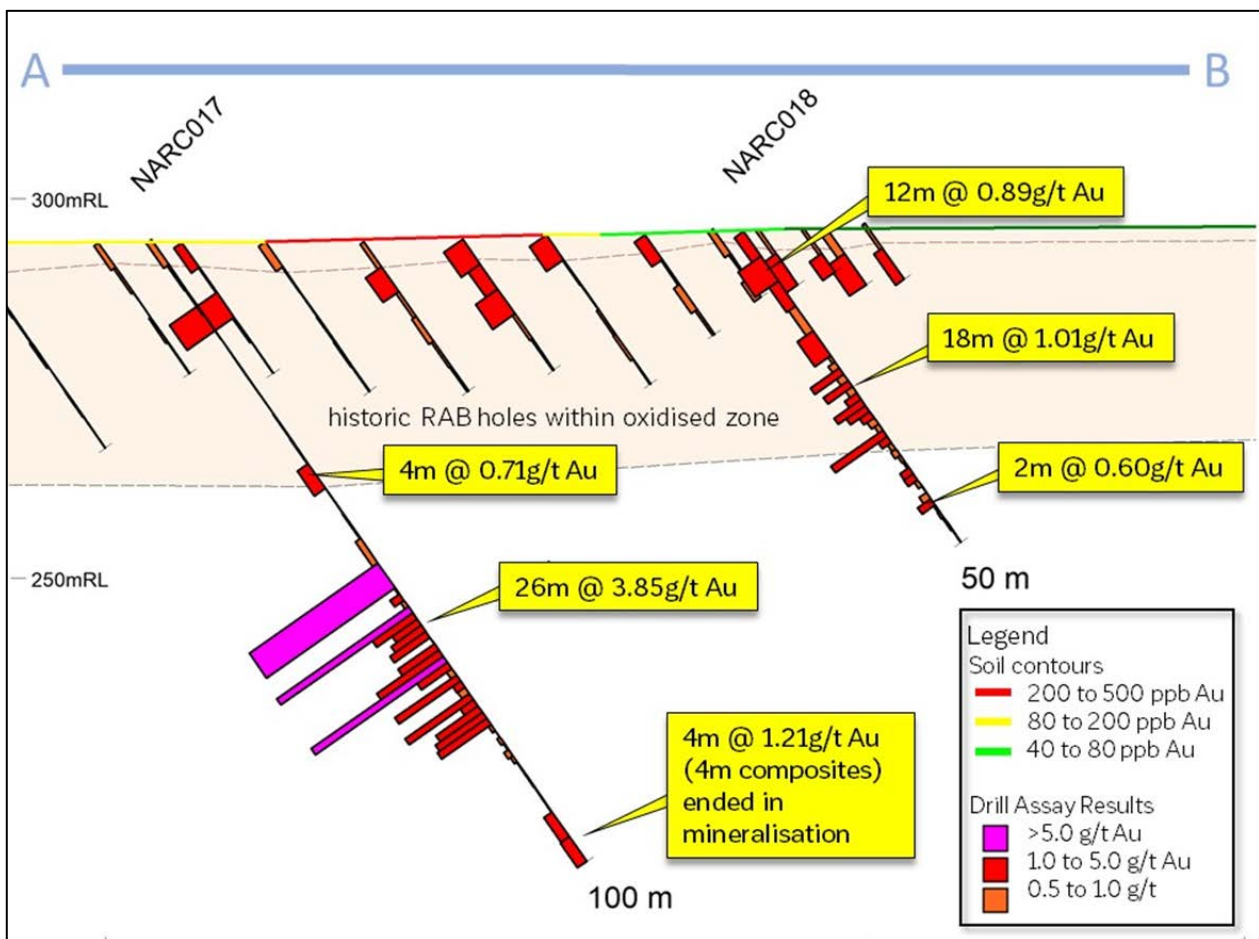 A
B
NARC017
NARC018
12m @ 0.89g/t Au
300mRL
18m @ 1.01g/t Au
historic RAB holes within oxidised zone
4m @ 0.71g/t Au
2m @ 0.60g/t Au
250mRL
26m @ 3.85g/t Au
50 m
Legend
Soil contours
200 to 500 ppb Au
80 to 200 ppb Au
40 to 80 ppb Au
4m @ 1.21g/t Au
(4m composites)
ended in
mineralisation
Drill Assay Results
>5.0 g/t Au
1.0 to 5.0 g/t Au
0.5 to 1.0 g/t
100 m